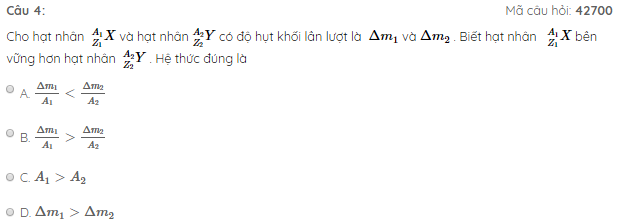 Câu 4: Mã câu hỏi: 42700
Cho hạt nhân $^{A_1}_{Z_1}X$ và hạt nhân $^{A_2}_{Z_2}Y$ có độ hụt khối lần lượt là $\Delta m_1$ và $\Delta m_2$. Biết hạt nhân $^{A_1}_{Z_1}X$ bền
vững hơn hạt nhân $^{A_2}_{Z_2}Y$. Hệ thức đúng là
A. $\frac{\Delta m_1}{A_1} < \frac{\Delta m_2}{A_2}$
B. $\frac{\Delta m_1}{A_1} > \frac{\Delta m_2}{A_2}$
C. $A_1 > A_2$
D. $\Delta m_1 > \Delta m_2$